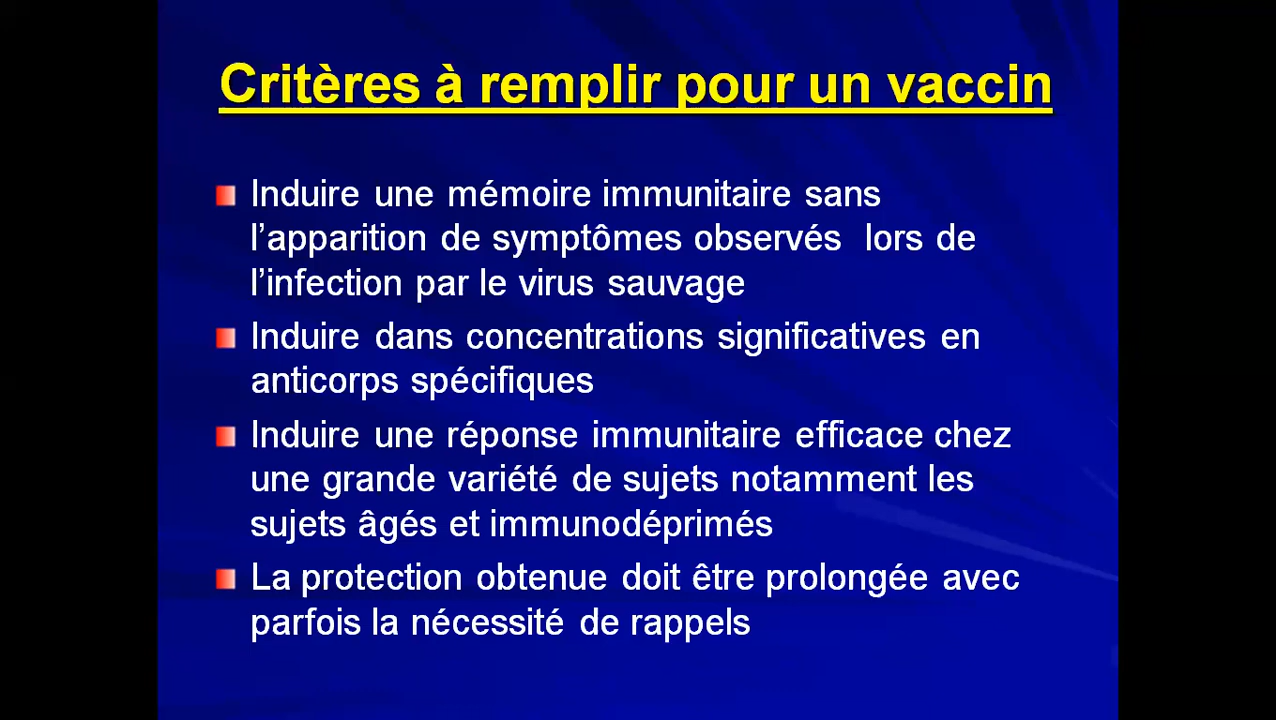 Critères à remplir pour un vaccin
Induire une mémoire immunitaire sans
l’apparition de symptômes observés lors de
l’infection par le virus sauvage
Induire dans concentrations significatives en
anticorps spécifiques
Induire une réponse immunitaire efficace chez
une grande variété de sujets notamment les
sujets âgés et immunodéprimés
La protection obtenue doit être prolongée avec
parfois la nécessité de rappels